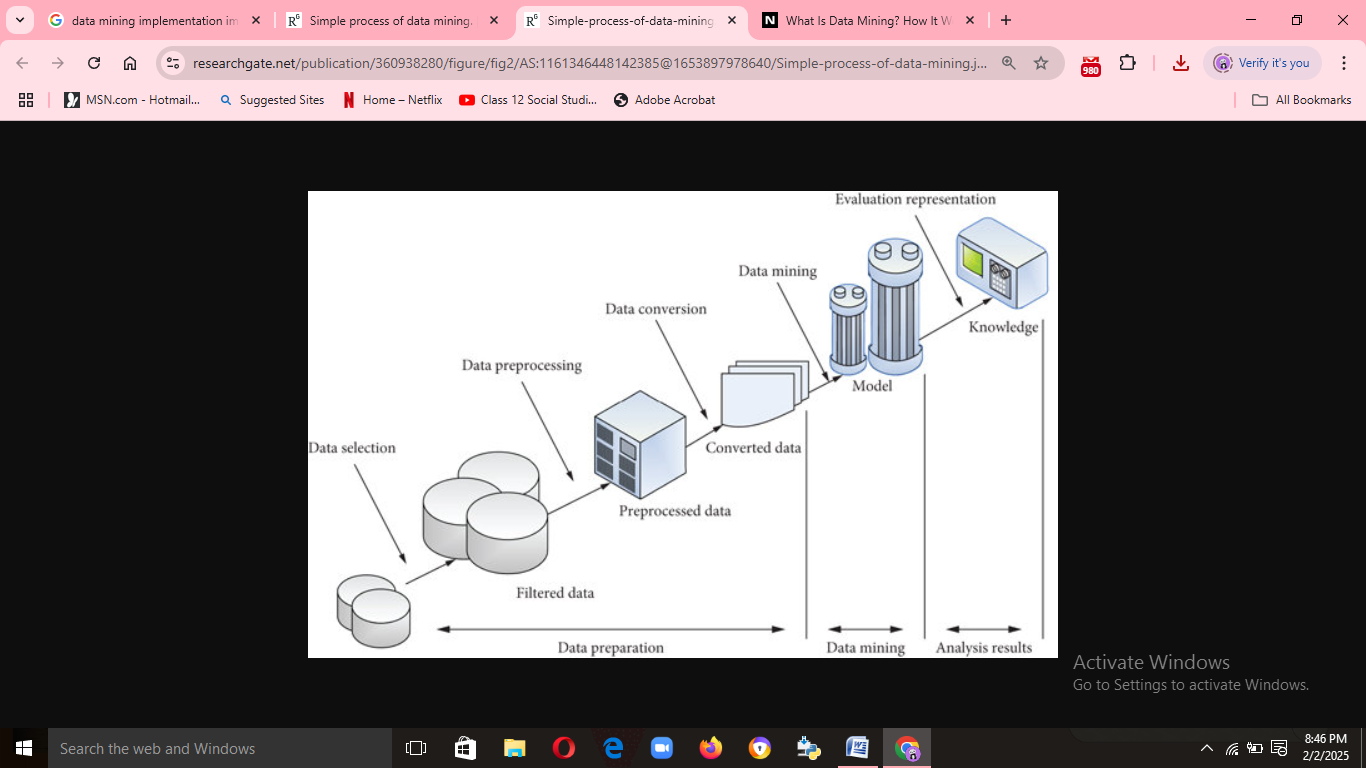 data mining implementation im
Simple process of data mining.
Simple-process-of-data-mining
What Is Data Mining? How It W
researchgate.net/publication/360938280/figure/fig2/AS:1161346448142385@1653897978640/Simple-process-of-data-mining.j...
980
Verify it's you
MSN.com - Hotmail...
Suggested Sites
Home – Netflix
Class 12 Social Studi...
Adobe Acrobat
All Bookmarks
Evaluation representation
Data mining
Data conversion
Knowledge
Data preprocessing
Model
Data selection
Converted data
Preprocessed data
Filtered data
Data preparation
Data mining
Analysis results
Activate Windows
Go to Settings to activate Windows.
Search the web and Windows
8:46 PM
2/2/2025